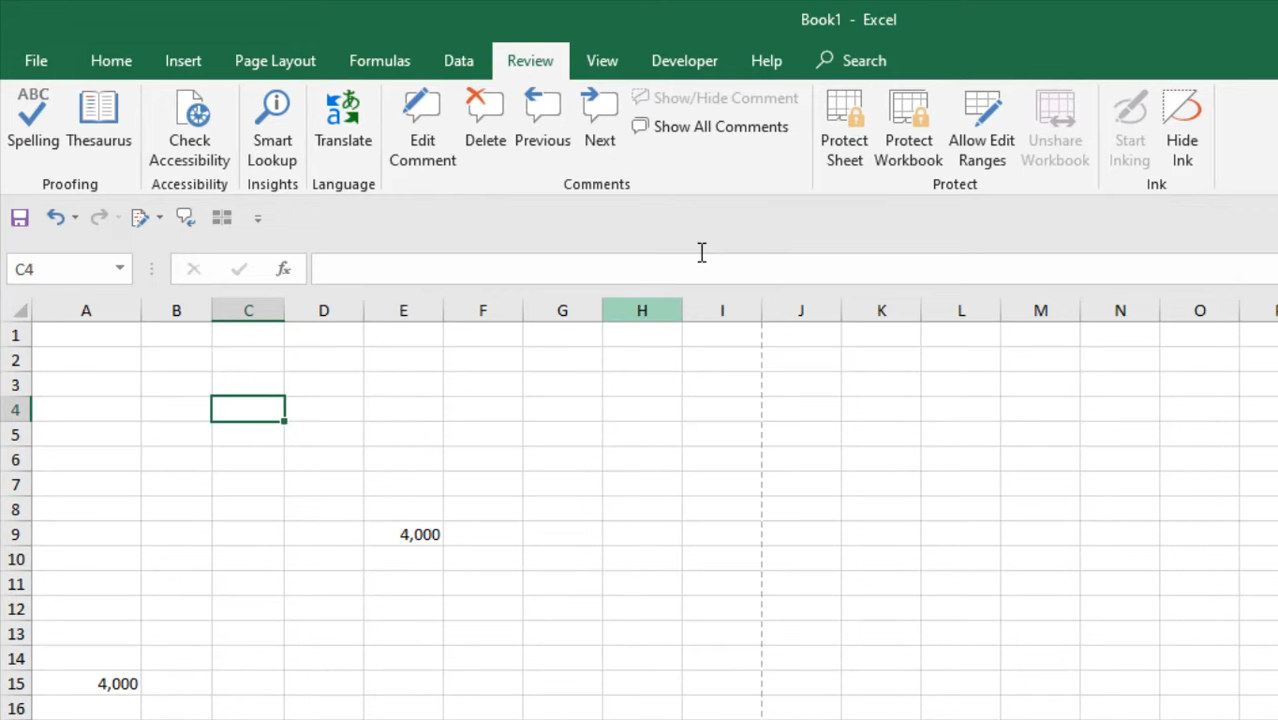 Book1 - Excel
File Home Insert Page Layout Formulas Data Review View Developer Help Search
ABC
Spelling Thesaurus Check Accessibility Smart Lookup Translate Edit Comment Delete Previous Next Show/Hide Comment Show All Comments Protect Sheet Protect Workbook Allow Edit Ranges Unshare Workbook Start Inking Hide Ink
Proofing Accessibility Insights Language Comments Protect Ink
C4 fx
A B C D E F G H I J K L M N O
1
2
3
4
5
6
7
8
9 4,000
10
11
12
13
14
15 4,000
16